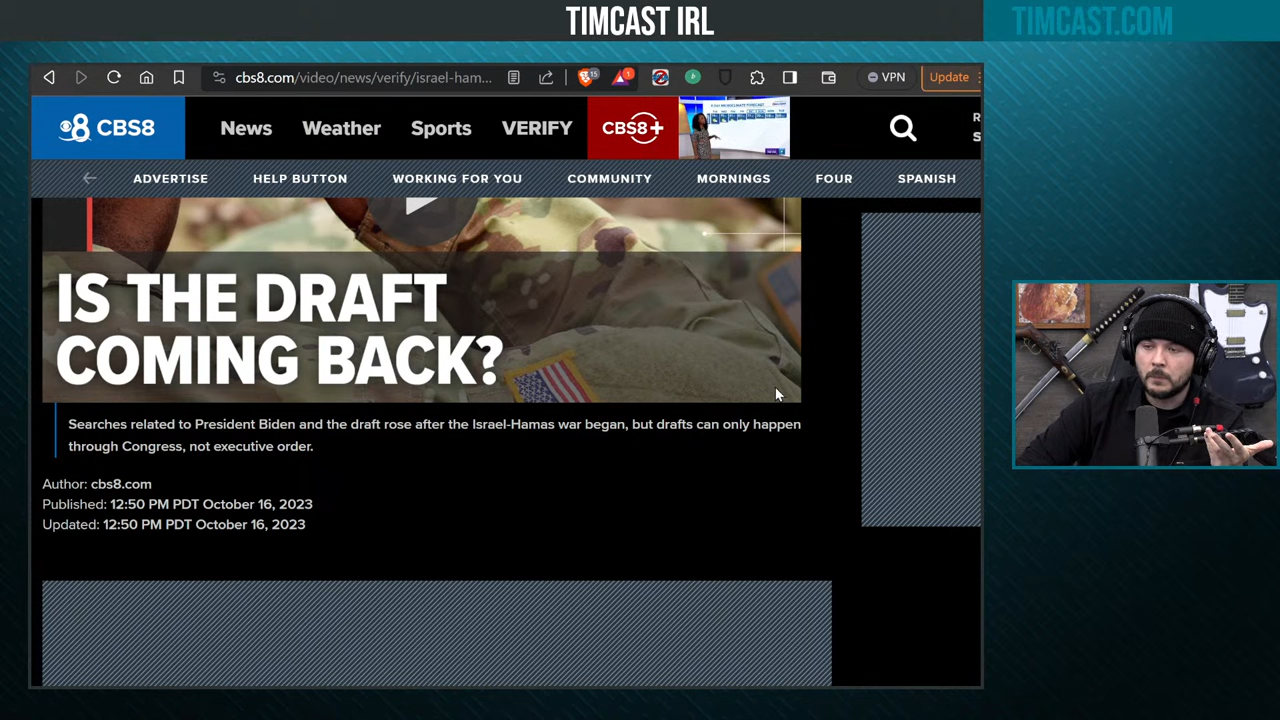 TIMCAST IRL
TIMCAST.COM
cbs8.com/video/news/verify/israel-ham...
15
1
b
VPN
Update
8 CBS8
News
Weather
Sports
VERIFY
CBS8+
R
S
ADVERTISE
HELP BUTTON
WORKING FOR YOU
COMMUNITY
MORNINGS
FOUR
SPANISH
IS THE DRAFT
COMING BACK?
Searches related to President Biden and the draft rose after the Israel-Hamas war began, but drafts can only happen
through Congress, not executive order.
Author: cbs8.com
Published: 12:50 PM PDT October 16, 2023
Updated: 12:50 PM PDT October 16, 2023